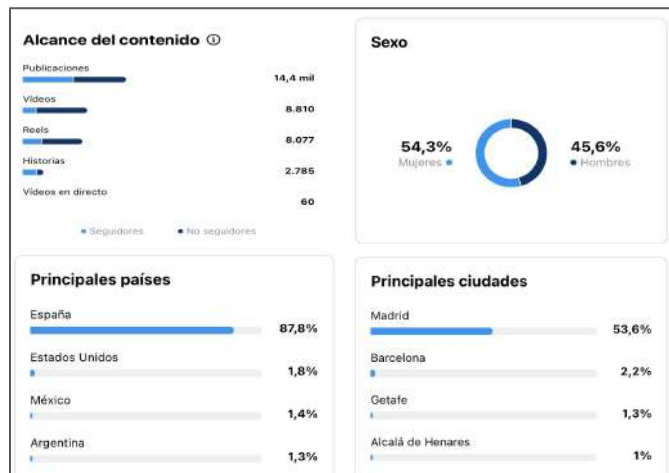 Alcance del contenido ⓘ
Publicaciones
14,4 mil
Vídeos
8.810
Reels
8.077
Historias
2.785
Vídeos en directo
60
Seguidores
No seguidores
Sexo
54,3%
Mujeres
45,6%
Hombres
Principales países
España
87,8%
Estados Unidos
1,8%
México
1,4%
Argentina
1,3%
Principales ciudades
Madrid
53,6%
Barcelona
2,2%
Getafe
1,3%
Alcalá de Henares
1%